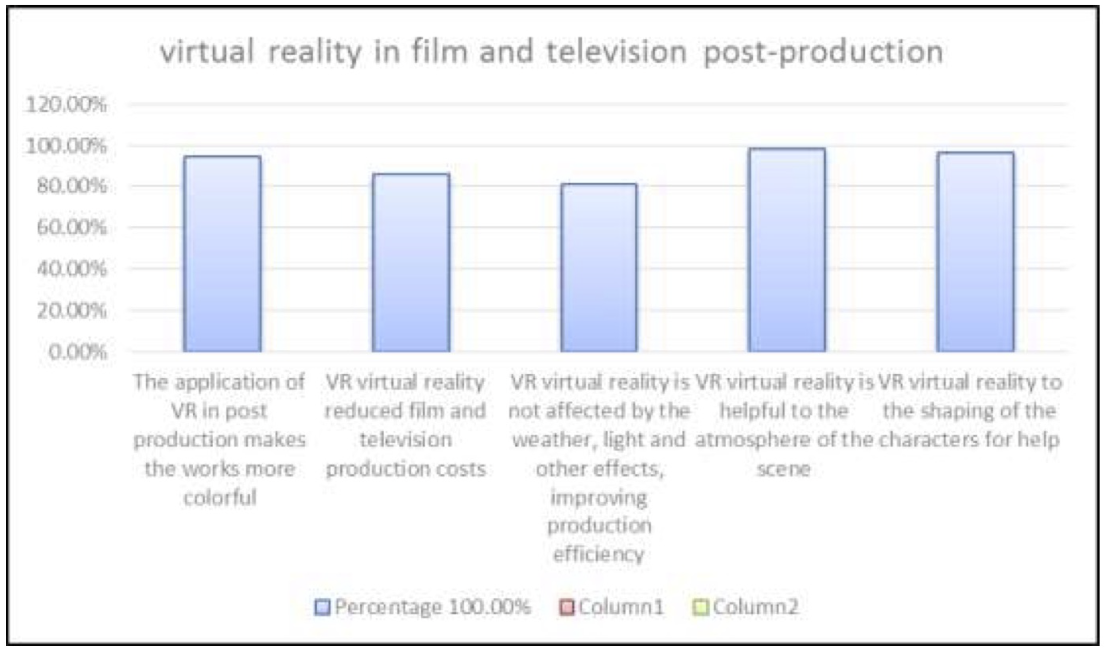 virtual reality in film and television post-production
120.00%
100.00%
80.00%
60.00%
40.00%
20.00%
0.00%
The application of
VR in post
production makes
the works more
colorful
VR virtual reality
reduced film and
television
production costs
VR virtual reality is
not affected by the
weather, light and
other effects,
improving
production
efficiency
VR virtual reality is
helpful to the
atmosphere of the
scene
VR virtual reality to
the shaping of the
characters for help
Percentage 100.00%
Column1
Column2